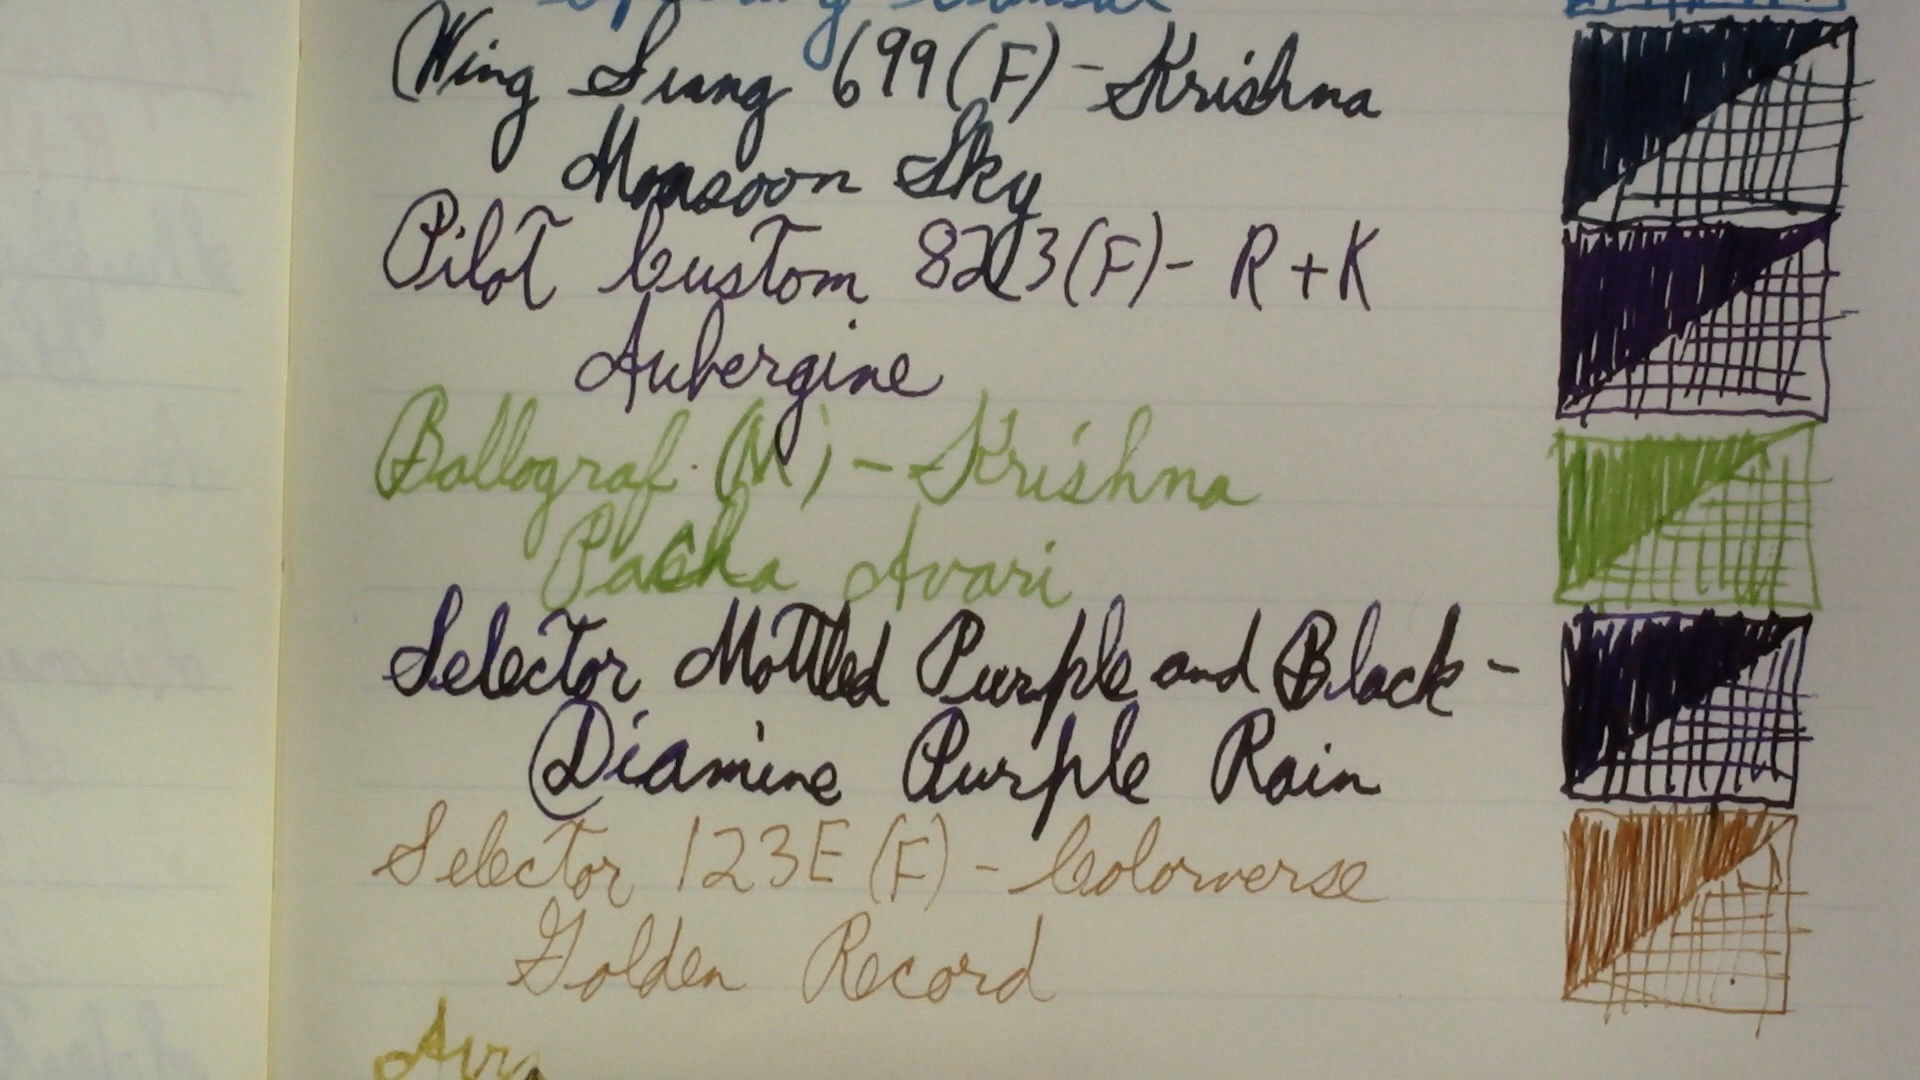 Wing Sung 699 (F) - Krishna
Monsoon Sky
Pilot Custom 823 (F) - R + K
Aubergine
Ballograf (M) - Krishna
Pacha Avari
Selector Mottled Purple and Black -
Diamine Purple Rain
Selector 123E (F) - Colorverse
Golden Record